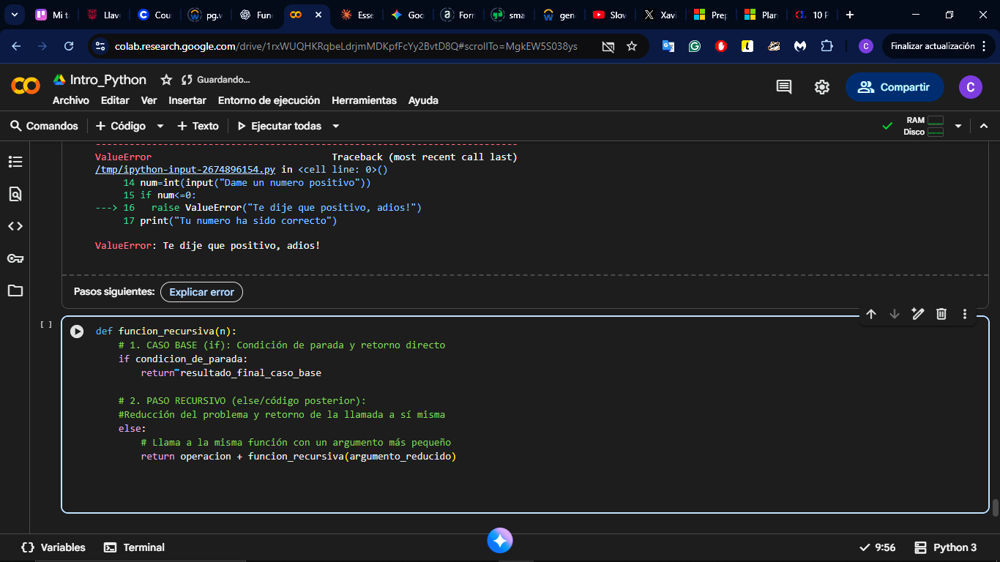 Mi ta
Llav
Cour
pg.w
Fun
Esse
Goo
Forr
sma
gen
Slov
Xavi
Prep
Plan
10 P
colab.research.google.com/drive/1rxWUQHKRqbeLdrjmMDKpfFcYy2BvtD8Q#scrollTo=MgkEW5S038ys
Finalizar actualización
C
Intro_Python
Guardando...
Archivo Editar Ver Insertar Entorno de ejecución Herramientas Ayuda
Compartir
C
Comandos + Código + Texto Ejecutar todas
RAM
Disco
---------------------------------------------------------------------------
ValueError Traceback (most recent call last)
/tmp/ipython-input-2674896154.py in <cell line: 0>()
14 num=int(input("Dame un numero positivo"))
15 if num<=0:
---> 16 raise ValueError("Te dije que positivo, adios!")
17 print("Tu numero ha sido correcto")
ValueError: Te dije que positivo, adios!
Pasos siguientes: Explicar error
[ ]
def funcion_recursiva(n):
# 1. CASO BASE (if): Condición de parada y retorno directo
if condicion_de_parada:
return resultado_final_caso_base
# 2. PASO RECURSIVO (else/código posterior):
#Reducción del problema y retorno de la llamada a sí misma
else:
# Llama a la misma función con un argumento más pequeño
return operacion + funcion_recursiva(argumento_reducido)
{} Variables Terminal
9:56 Python 3